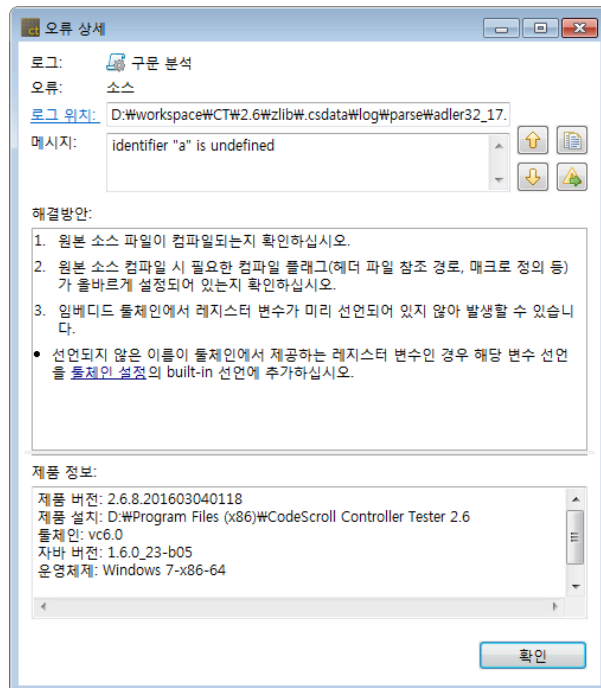 ct 오류 상세
로그: 구문 분석
오류: 소스
로그 위치: D:₩workspace₩CT₩2.6₩zlib₩.csdata₩log₩parse₩adler32_17.
메시지: identifier "a" is undefined
해결방안:
1. 원본 소스 파일이 컴파일되는지 확인하십시오.
2. 원본 소스 컴파일 시 필요한 컴파일 플래그(헤더 파일 참조 경로, 매크로 정의 등)
가 올바르게 설정되어 있는지 확인하십시오.
3. 임베디드 툴체인에서 레지스터 변수가 미리 선언되어 있지 않아 발생할 수 있습니
다.
• 선언되지 않은 이름이 툴체인에서 제공하는 레지스터 변수인 경우 해당 변수 선언
을 툴체인 설정의 built-in 선언에 추가하십시오.
제품 정보:
제품 버전: 2.6.8.201603040118
제품 설치: D:₩Program Files (x86)₩CodeScroll Controller Tester 2.6
툴체인: vc6.0
자바 버전: 1.6.0_23-b05
운영체제: Windows 7-x86-64
확인